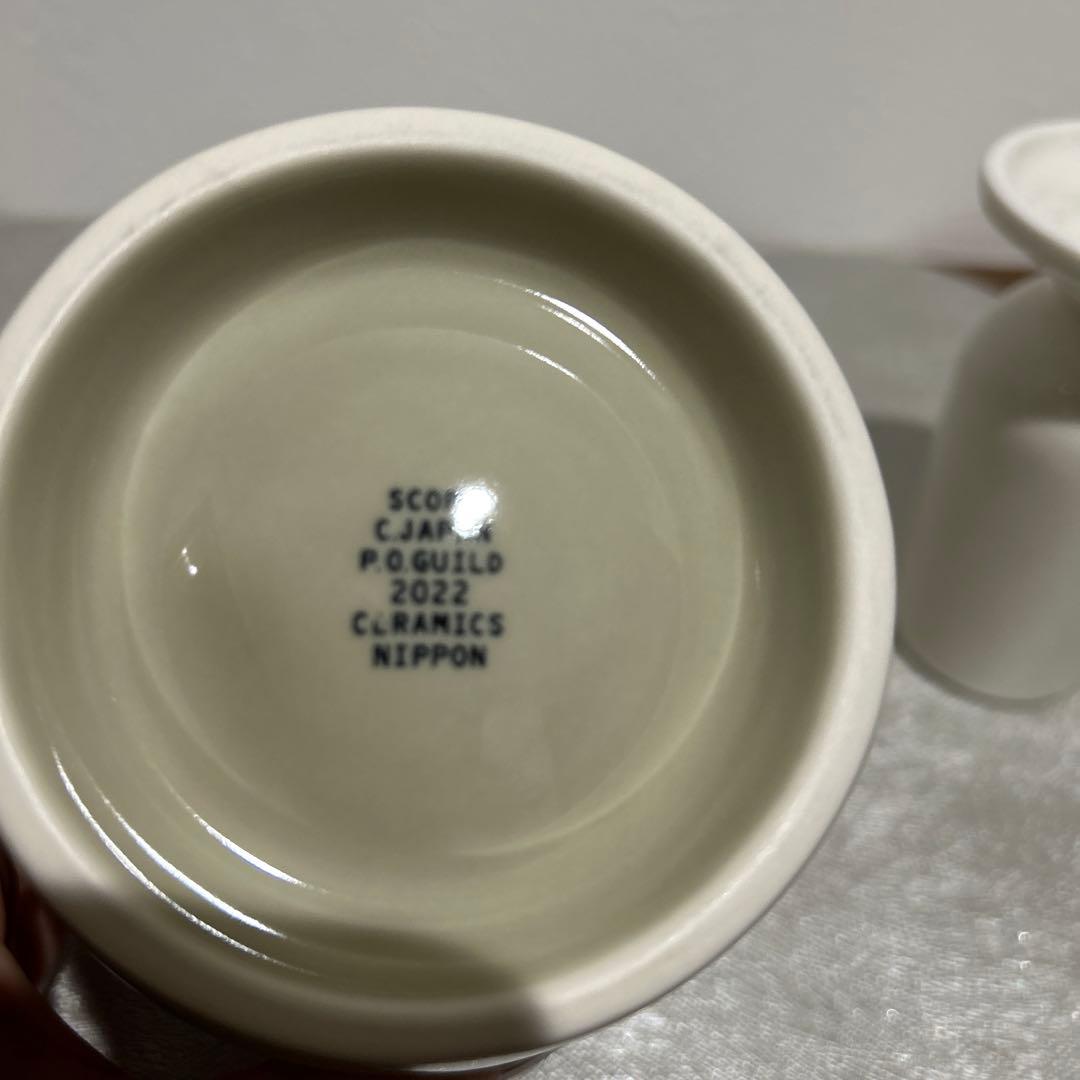 C.JAPAN
P.O.GUILD
2022
CERAMICS
NIPPON